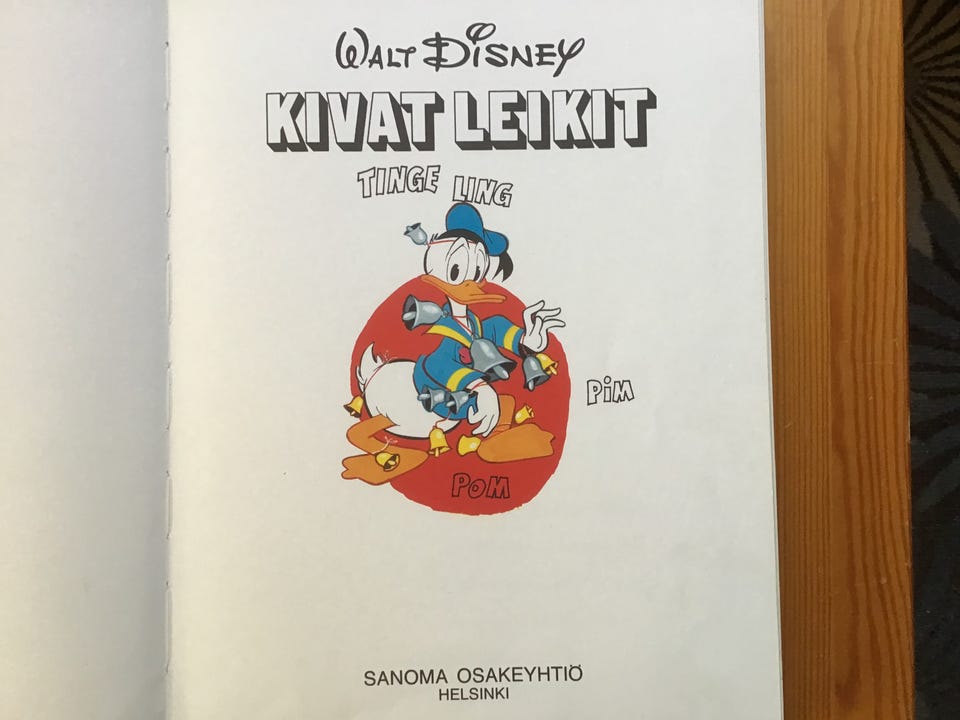 WALT DISNEY
KIVAT LEIKIT
TINGE LING
PiM
POM
SANOMA OSAKEYHTIÖ
HELSINKI